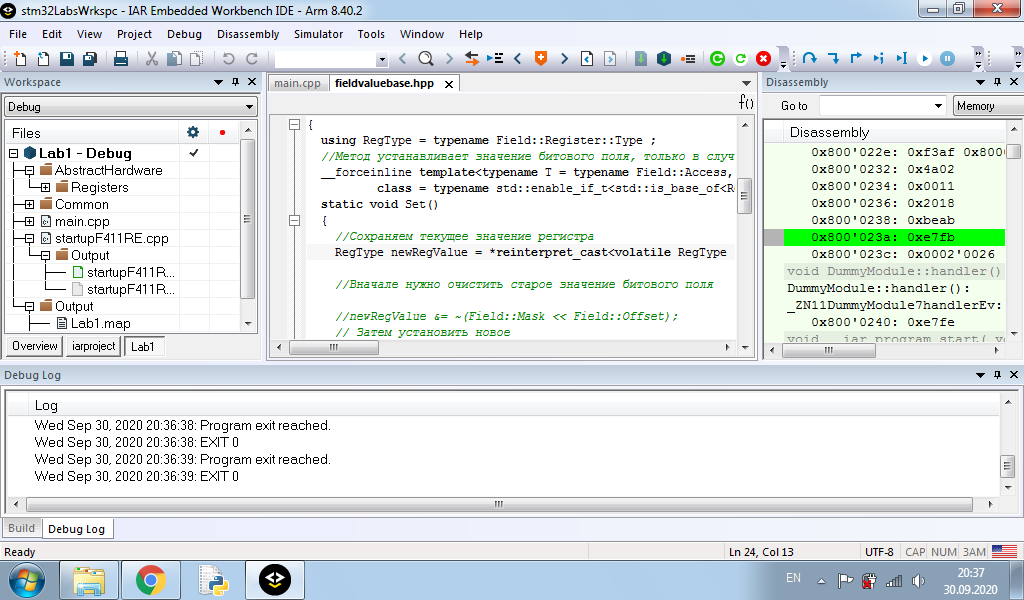 stm32LabsWrkspc - IAR Embedded Workbench IDE - Arm 8.40.2
File Edit View Project Debug Disassembly Simulator Tools Window Help
Workspace
Debug
Files
Lab1 - Debug
AbstractHardware
Registers
Common
main.cpp
startupF411RE.cpp
Output
startupF411R...
startupF411R...
Output
Lab1.map
Overview iarproject Lab1
main.cpp fieldvaluebase.hpp
f()
{
using RegType = typename Field::Register::Type ;
//Метод устанавливает значение битового поля, только в случ
__forceinline template<typename T = typename Field::Access,
class = typename std::enable_if_t<std::is_base_of<Re
static void Set()
{
//Сохраняем текущее значение регистра
RegType newRegValue = *reinterpret_cast<volatile RegType
//Вначале нужно очистить старое значение битового поля
//newRegValue &= ~(Field::Mask << Field::Offset);
// Затем установить новое
Disassembly
Go to Memory
Disassembly
0x800'022e: 0xf3af 0x800
0x800'0232: 0x4a02
0x800'0234: 0x0011
0x800'0236: 0x2018
0x800'0238: 0xbeab
0x800'023a: 0xe7fb
0x800'023c: 0x0002'0026
void DummyModule::handler()
DummyModule::handler():
_ZN11DummyModule7handlerEv:
0x800'0240: 0xe7fe
void __iar_program_start(
Debug Log
Log
Wed Sep 30, 2020 20:36:38: Program exit reached.
Wed Sep 30, 2020 20:36:38: EXIT 0
Wed Sep 30, 2020 20:36:39: Program exit reached.
Wed Sep 30, 2020 20:36:39: EXIT 0
Build Debug Log
Ready Ln 24, Col 13 UTF-8 CAP NUM ЗАМ
EN 20:37
30.09.2020